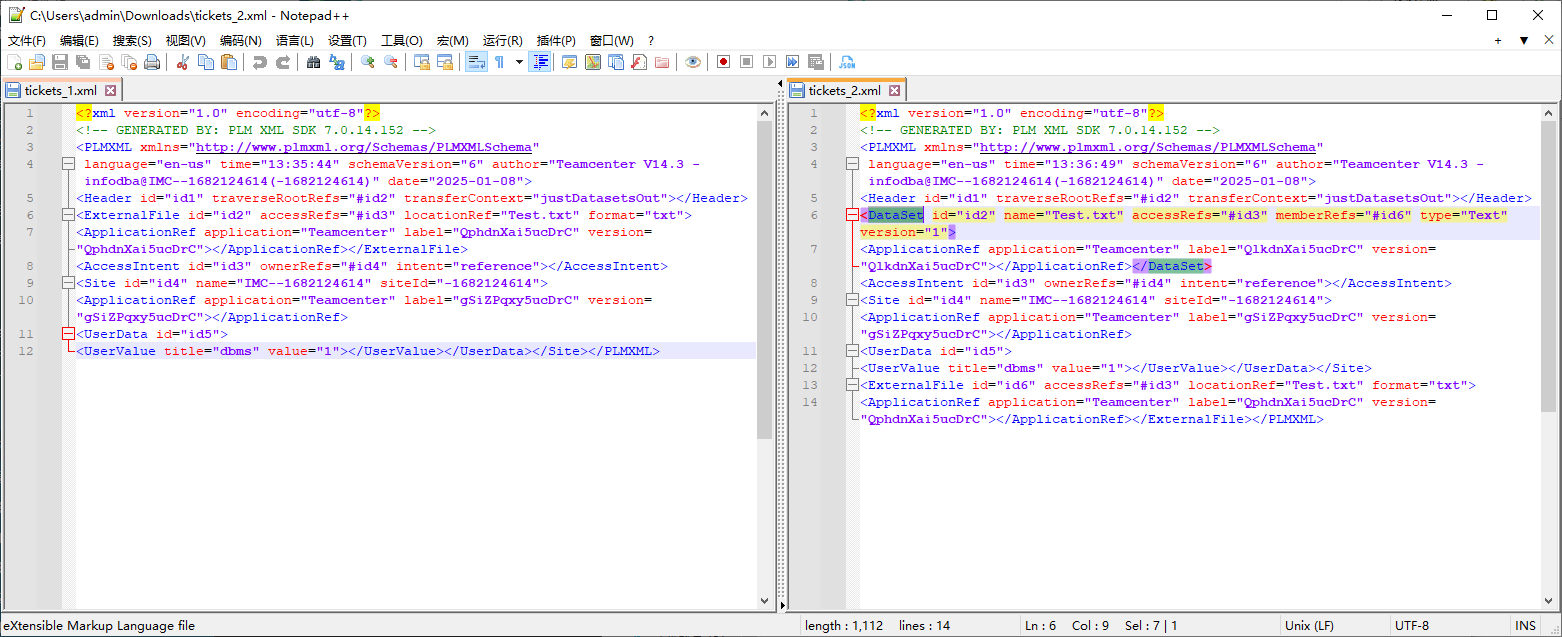 C:\Users\admin\Downloads\tickets_2.xml - Notepad++
文件(F) 编辑(E) 搜索(S) 视图(V) 编码(N) 语言(L) 设置(T) 工具(O) 宏(M) 运行(R) 插件(P) 窗口(W) ?
tickets_1.xml
1 <?xml version="1.0" encoding="utf-8"?>
2 <!-- GENERATED BY: PLM XML SDK 7.0.14.152 -->
3 <PLMXML xmlns="http://www.plmxml.org/Schemas/PLMXMLSchema"
4 language="en-us" time="13:35:44" schemaVersion="6" author="Teamcenter V14.3 -
infodba@IMC--1682124614(-1682124614)" date="2025-01-08">
5 <Header id="id1" traverseRootRefs="#id2" transferContext="justDatasetsOut"></Header>
6 <ExternalFile id="id2" accessRefs="#id3" locationRef="Test.txt" format="txt">
7 <ApplicationRef application="Teamcenter" label="QphdnXai5ucDrC" version=
"QphdnXai5ucDrC"></ApplicationRef></ExternalFile>
8 <AccessIntent id="id3" ownerRefs="#id4" intent="reference"></AccessIntent>
9 <Site id="id4" name="IMC--1682124614" siteId="-1682124614">
10 <ApplicationRef application="Teamcenter" label="gSiZPqxy5ucDrC" version=
"gSiZPqxy5ucDrC"></ApplicationRef>
11 <UserData id="id5">
12 <UserValue title="dbms" value="1"></UserValue></UserData></Site></PLMXML>
tickets_2.xml
1 <?xml version="1.0" encoding="utf-8"?>
2 <!-- GENERATED BY: PLM XML SDK 7.0.14.152 -->
3 <PLMXML xmlns="http://www.plmxml.org/Schemas/PLMXMLSchema"
4 language="en-us" time="13:36:49" schemaVersion="6" author="Teamcenter V14.3 -
infodba@IMC--1682124614(-1682124614)" date="2025-01-08">
5 <Header id="id1" traverseRootRefs="#id2" transferContext="justDatasetsOut"></Header>
6 <DataSet id="id2" name="Test.txt" accessRefs="#id3" memberRefs="#id6" type="Text"
version="1">
7 <ApplicationRef application="Teamcenter" label="QlkdnXai5ucDrC" version=
"QlkdnXai5ucDrC"></ApplicationRef></DataSet>
8 <AccessIntent id="id3" ownerRefs="#id4" intent="reference"></AccessIntent>
9 <Site id="id4" name="IMC--1682124614" siteId="-1682124614">
10 <ApplicationRef application="Teamcenter" label="gSiZPqxy5ucDrC" version=
"gSiZPqxy5ucDrC"></ApplicationRef>
11 <UserData id="id5">
12 <UserValue title="dbms" value="1"></UserValue></UserData></Site>
13 <ExternalFile id="id6" accessRefs="#id3" locationRef="Test.txt" format="txt">
14 <ApplicationRef application="Teamcenter" label="QphdnXai5ucDrC" version=
"QphdnXai5ucDrC"></ApplicationRef></ExternalFile></PLMXML>
eXtensible Markup Language file length : 1,112 lines : 14 Ln : 6 Col : 9 Sel : 7 | 1 Unix (LF) UTF-8 INS